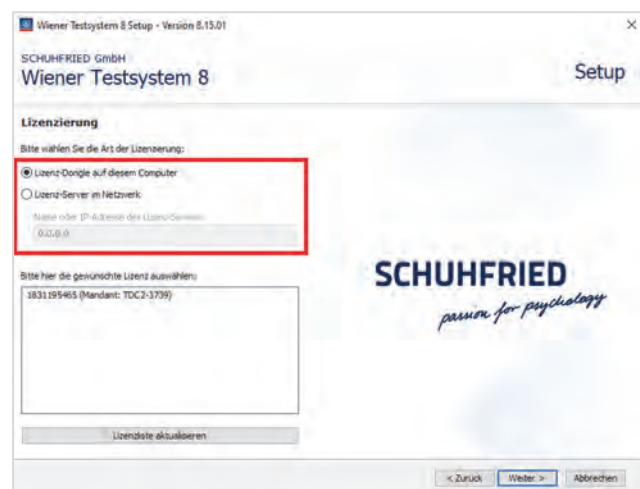 Wiener Testsystem 8 Setup - Version 8.15.01
SCHUHFRIED GmbH
Wiener Testsystem 8
Setup
Lizenzierung
Bitte wählen Sie die Art der Lizenzierung:
Lizenz-Dongle auf diesem Computer
Lizenz-Server im Netzwerk
Name oder IP-Adresse des Lizenz-Servers:
0.0.0.0
Bitte hier die gewünschte Lizenz auswählen:
1831195465 (Mandant: TDC2-3739)
SCHUHFRIED
passion for psychology
Lizenzliste aktualisieren
< Zurück
Weiter >
Abbrechen